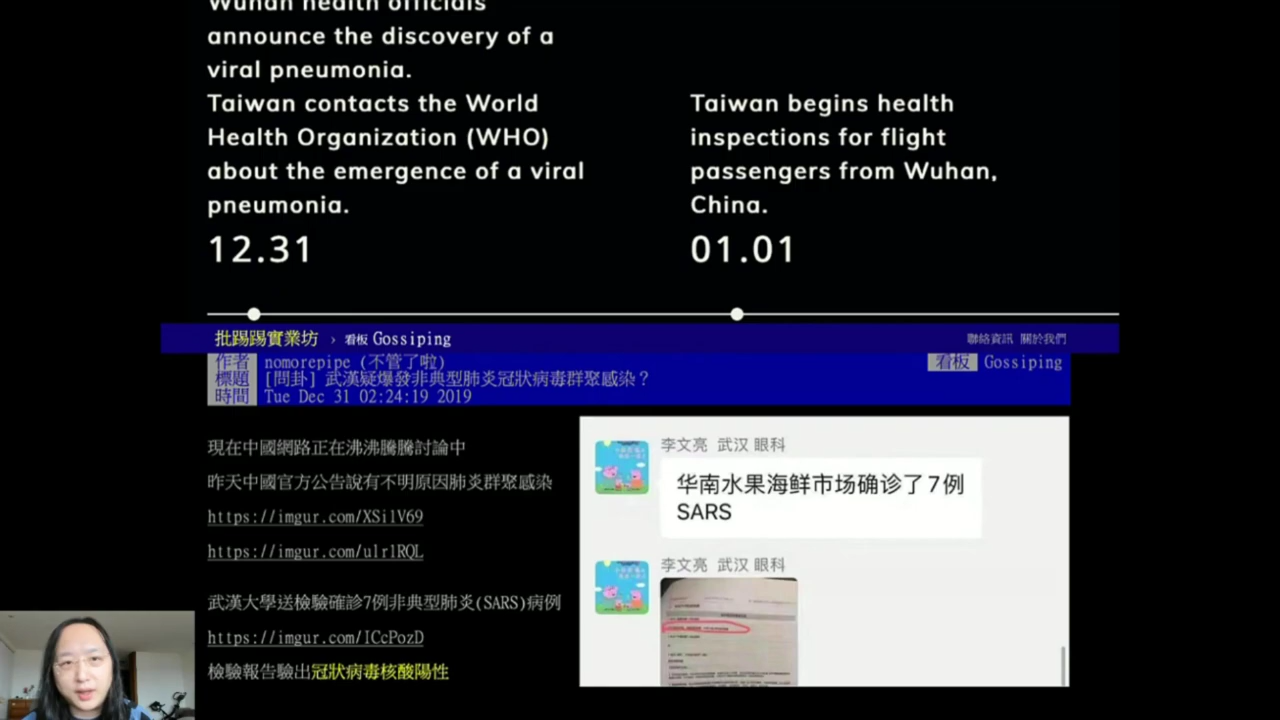 Wuhan health officials
announce the discovery of a
viral pneumonia.
Taiwan contacts the World
Health Organization (WHO)
about the emergence of a viral
pneumonia.
12.31
Taiwan begins health
inspections for flight
passengers from Wuhan,
China.
01.01
批踢踢實業坊 › 看板 Gossiping
聯絡資訊 關於我們
作者 nomorepipe (不管了啦)
看板 Gossiping
標題 [問卦] 武漢疑爆發非典型肺炎冠狀病毒群聚感染?
時間 Tue Dec 31 02:24:19 2019
現在中國網路正在沸沸騰騰討論中
昨天中國官方公告說有不明原因肺炎群聚感染
https://imgur.com/XSi1V69
https://imgur.com/u1r1RQL
武漢大學送檢驗確診7例非典型肺炎(SARS)病例
https://imgur.com/ICcPozD
檢驗報告驗出冠狀病毒核酸陽性
李文亮 武汉 眼科
华南水果海鲜市场确诊了7例
SARS
李文亮 武汉 眼科